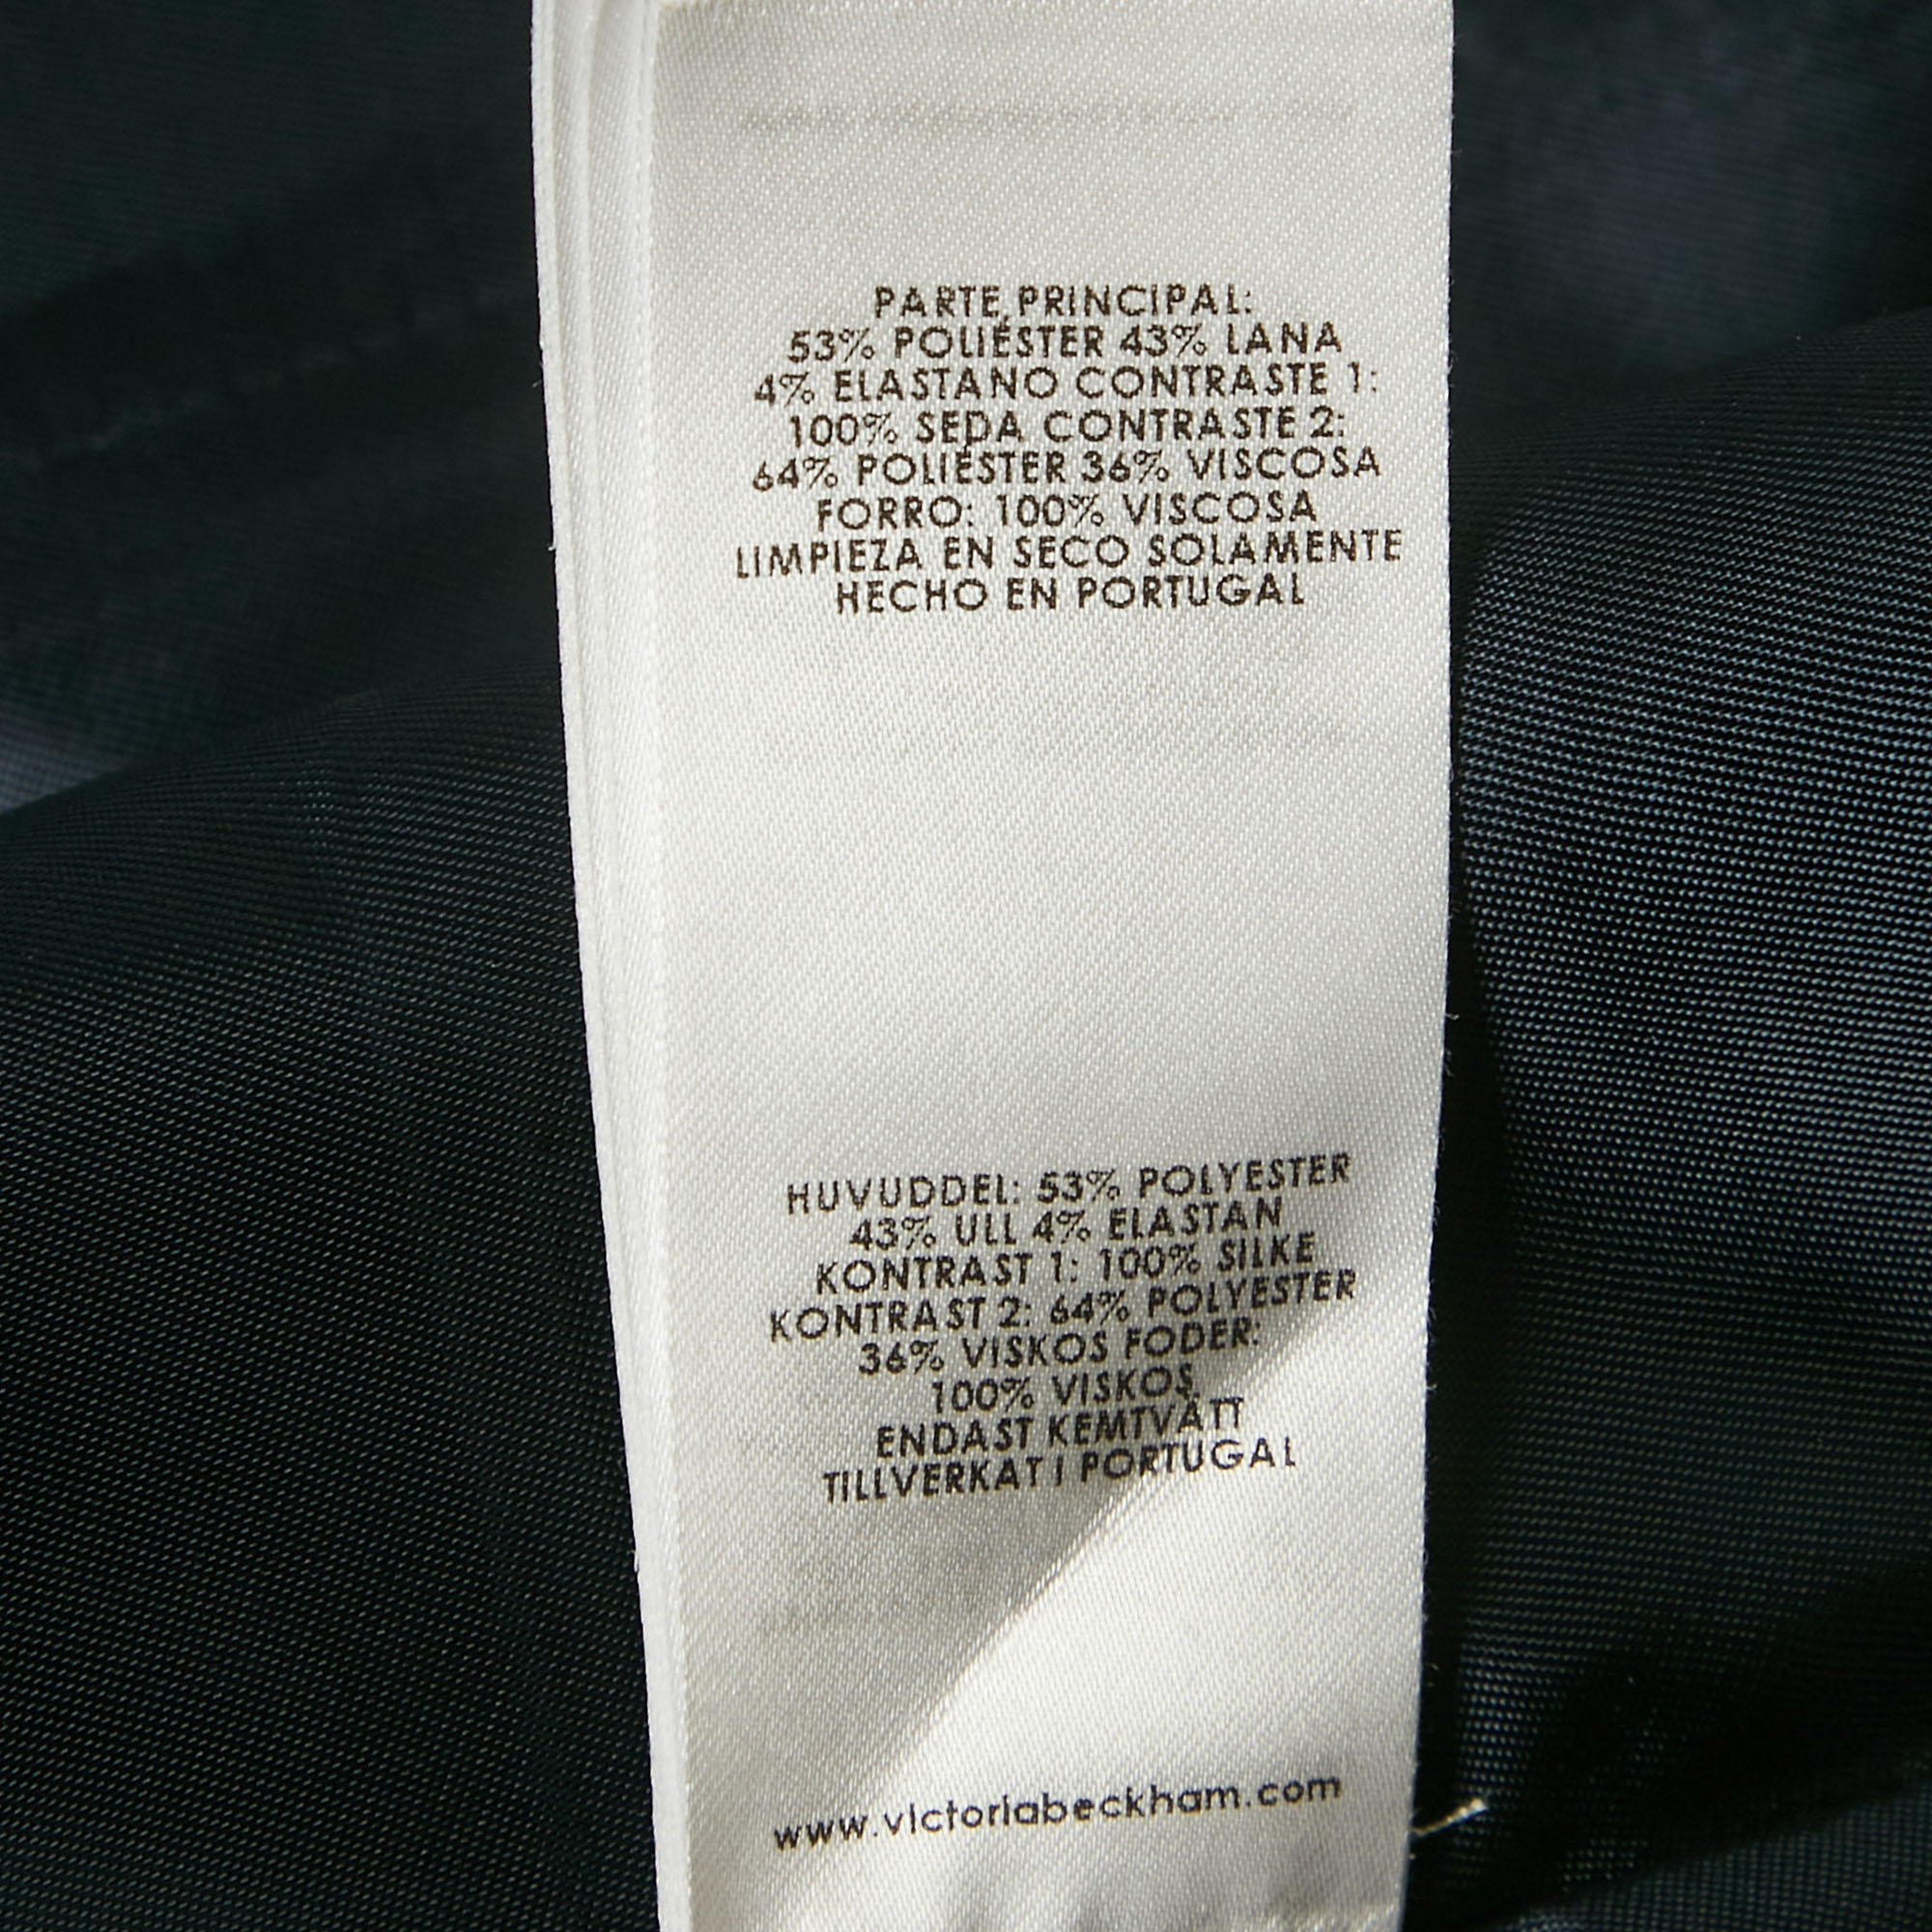 PARTE PRINCIPAL:
53% POLIÉSTER 43% LANA
4% ELASTANO CONTRASTE 1:
100% SEDA CONTRASTE 2:
64% POLIÉSTER 36% VISCOSA
FORRO: 100% VISCOSA
LIMPIEZA EN SECO SOLAMENTE
HECHO EN PORTUGAL
HUVUDDEL: 53% POLYESTER
43% ULL 4% ELASTAN
KONTRAST 1: 100% SILKE
KONTRAST 2: 64% POLYESTER
36% VISKOS FODER:
100% VISKOS
ENDAST KEMTVÄTT
TILLVERKAT I PORTUGAL
www.victoriabeckham.com